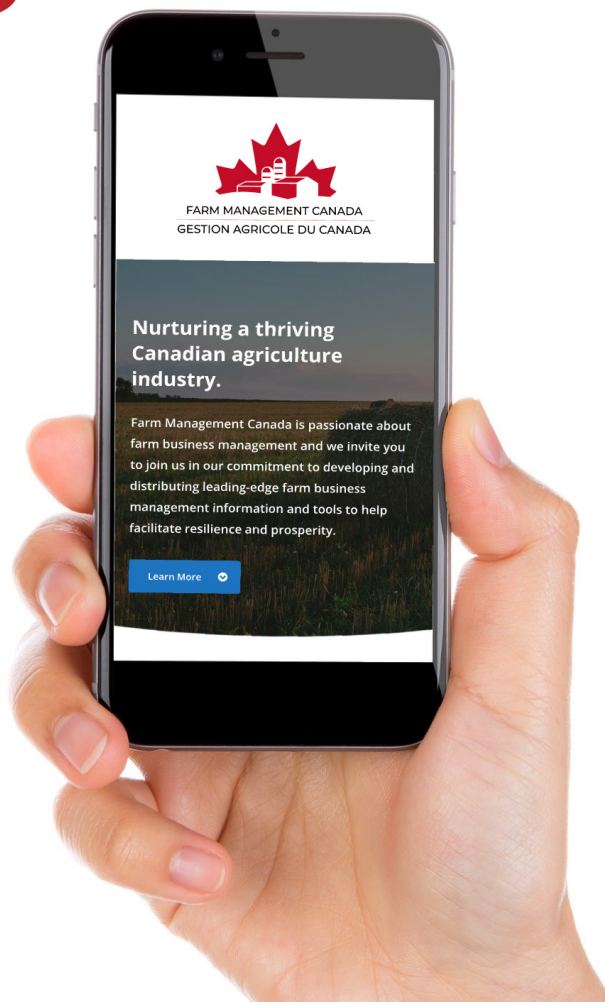 FARM MANAGEMENT CANADA
GESTION AGRICOLE DU CANADA
Nurturing a thriving
Canadian agriculture
industry.
Farm Management Canada is passionate about
farm business management and we invite you
to join us in our commitment to developing and
distributing leading-edge farm business
management information and tools to help
facilitate resilience and prosperity.
Learn More